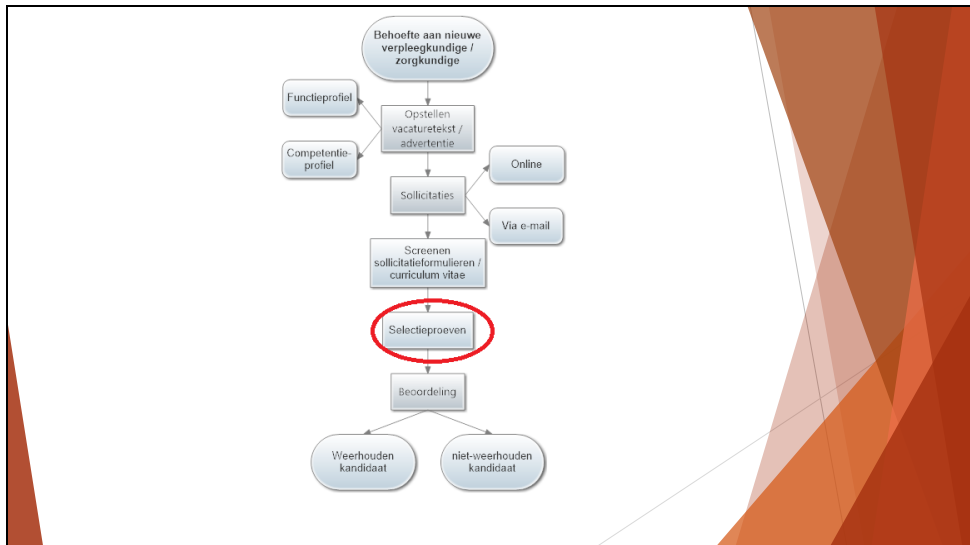 Behoefte aan nieuwe
verpleegkundige /
zorgkundige
Functieprofiel
Opstellen
vacaturetekst /
advertentie
Competentie-
profiel
Online
Sollicitaties
Via e-mail
Screenen
sollicitatieformulieren /
curriculum vitae
Selectieproeven
Beoordeling
Weerhouden
kandidaat
niet-weerhouden
kandidaat